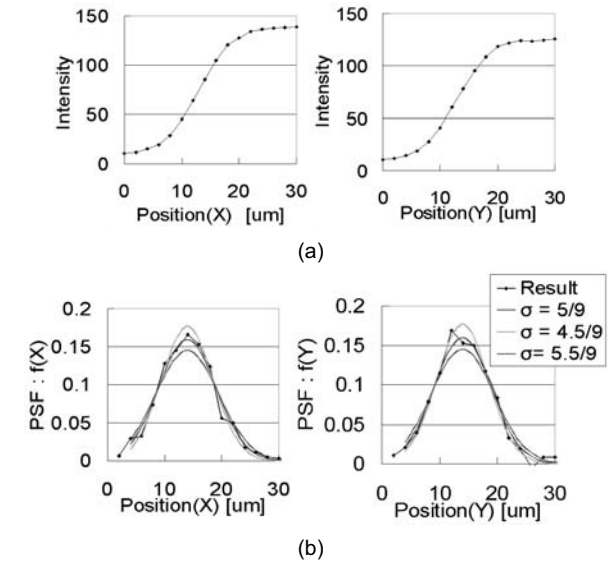 150
100
50
0
Intensity
0 10 20 30
Position(X) [um]
150
100
50
0
Intensity
0 10 20 30
Position(Y) [um]
(a)
0.2
0.15
0.1
0.05
0
PSF : f(X)
0 10 20 30
Position(X) [um]
0.2
0.15
0.1
0.05
0
PSF : f(Y)
0 10 20 30
Position(Y) [um]
Result
σ = 5/9
σ = 4.5/9
σ= 5.5/9
(b)